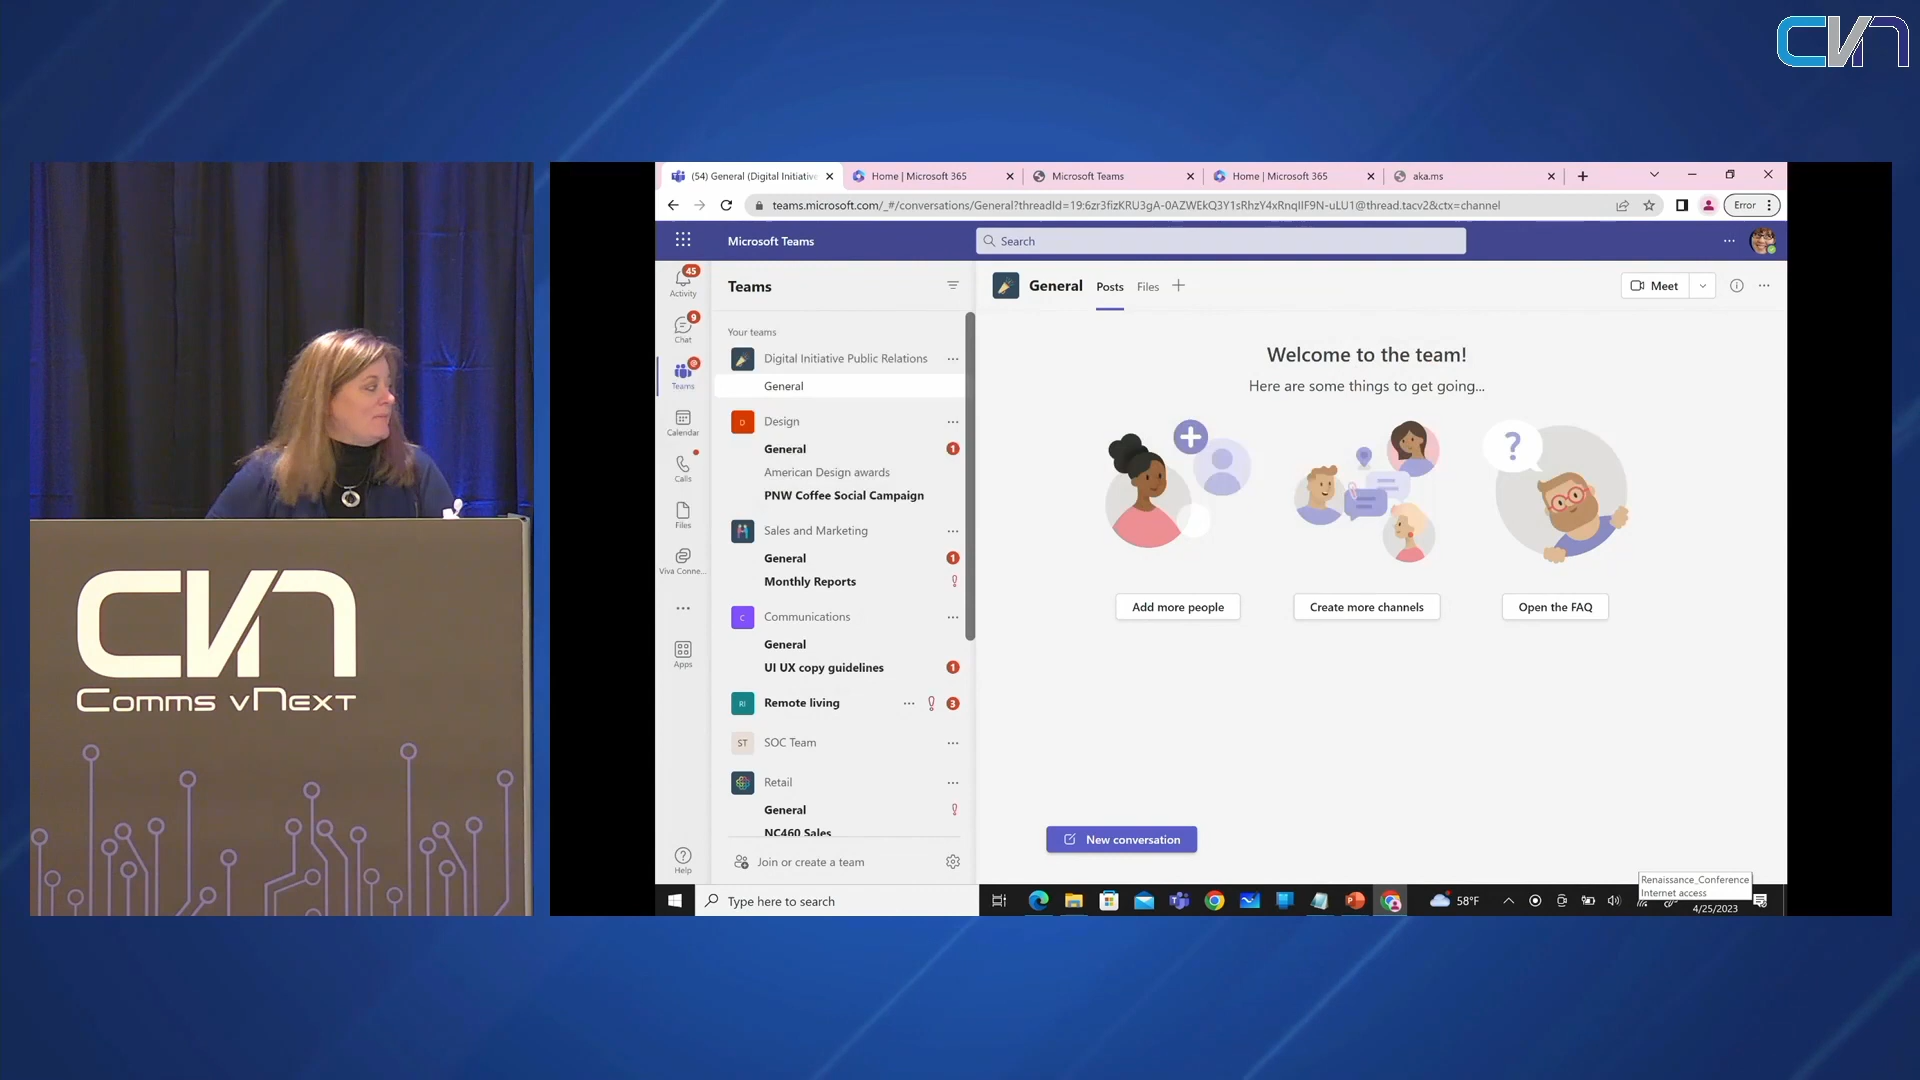 CVN
Comms vNext
(54) General (Digital Initiative
Home | Microsoft 365
Microsoft Teams
Home | Microsoft 365
aka.ms
teams.microsoft.com/_#/conversations/General?threadId=19:6zr3fizKRU3gA-0AZWEkQ3Y1sRhzY4xRnqIIF9N-uLU1@thread.tacv2&ctx=channel
Error
Microsoft Teams
Search
45
Activity
9
Chat
@
Teams
Calendar
Calls
Files
Viva Conne...
Apps
Help
Teams
Your teams
Digital Initiative Public Relations
General
D
Design
General
1
American Design awards
PNW Coffee Social Campaign
Sales and Marketing
General
1
Monthly Reports
!
C
Communications
General
UI UX copy guidelines
1
RI
Remote living
!
3
ST
SOC Team
Retail
General
!
NC460 Sales
Join or create a team
General
Posts
Files
Meet
Welcome to the team!
Here are some things to get going...
?
Add more people
Create more channels
Open the FAQ
New conversation
Type here to search
58°F
Renaissance_Conference
Internet access
4/25/2023
CVN